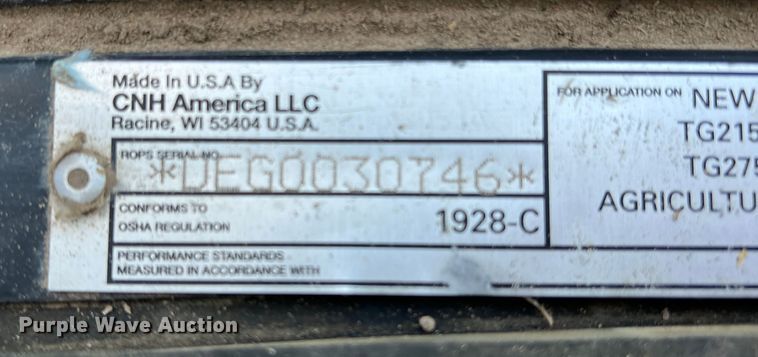 Made In U.S.A By
CNH America LLC
Racine, WI 53404 U.S.A.
ROPS SERIAL NO.
*DEG0030746*
CONFORMS TO
OSHA REGULATION
1928-C
PERFORMANCE STANDARDS
MEASURED IN ACCORDANCE WITH
FOR APPLICATION ON NEW
TG215
TG275
AGRICULTU
Purple Wave Auction